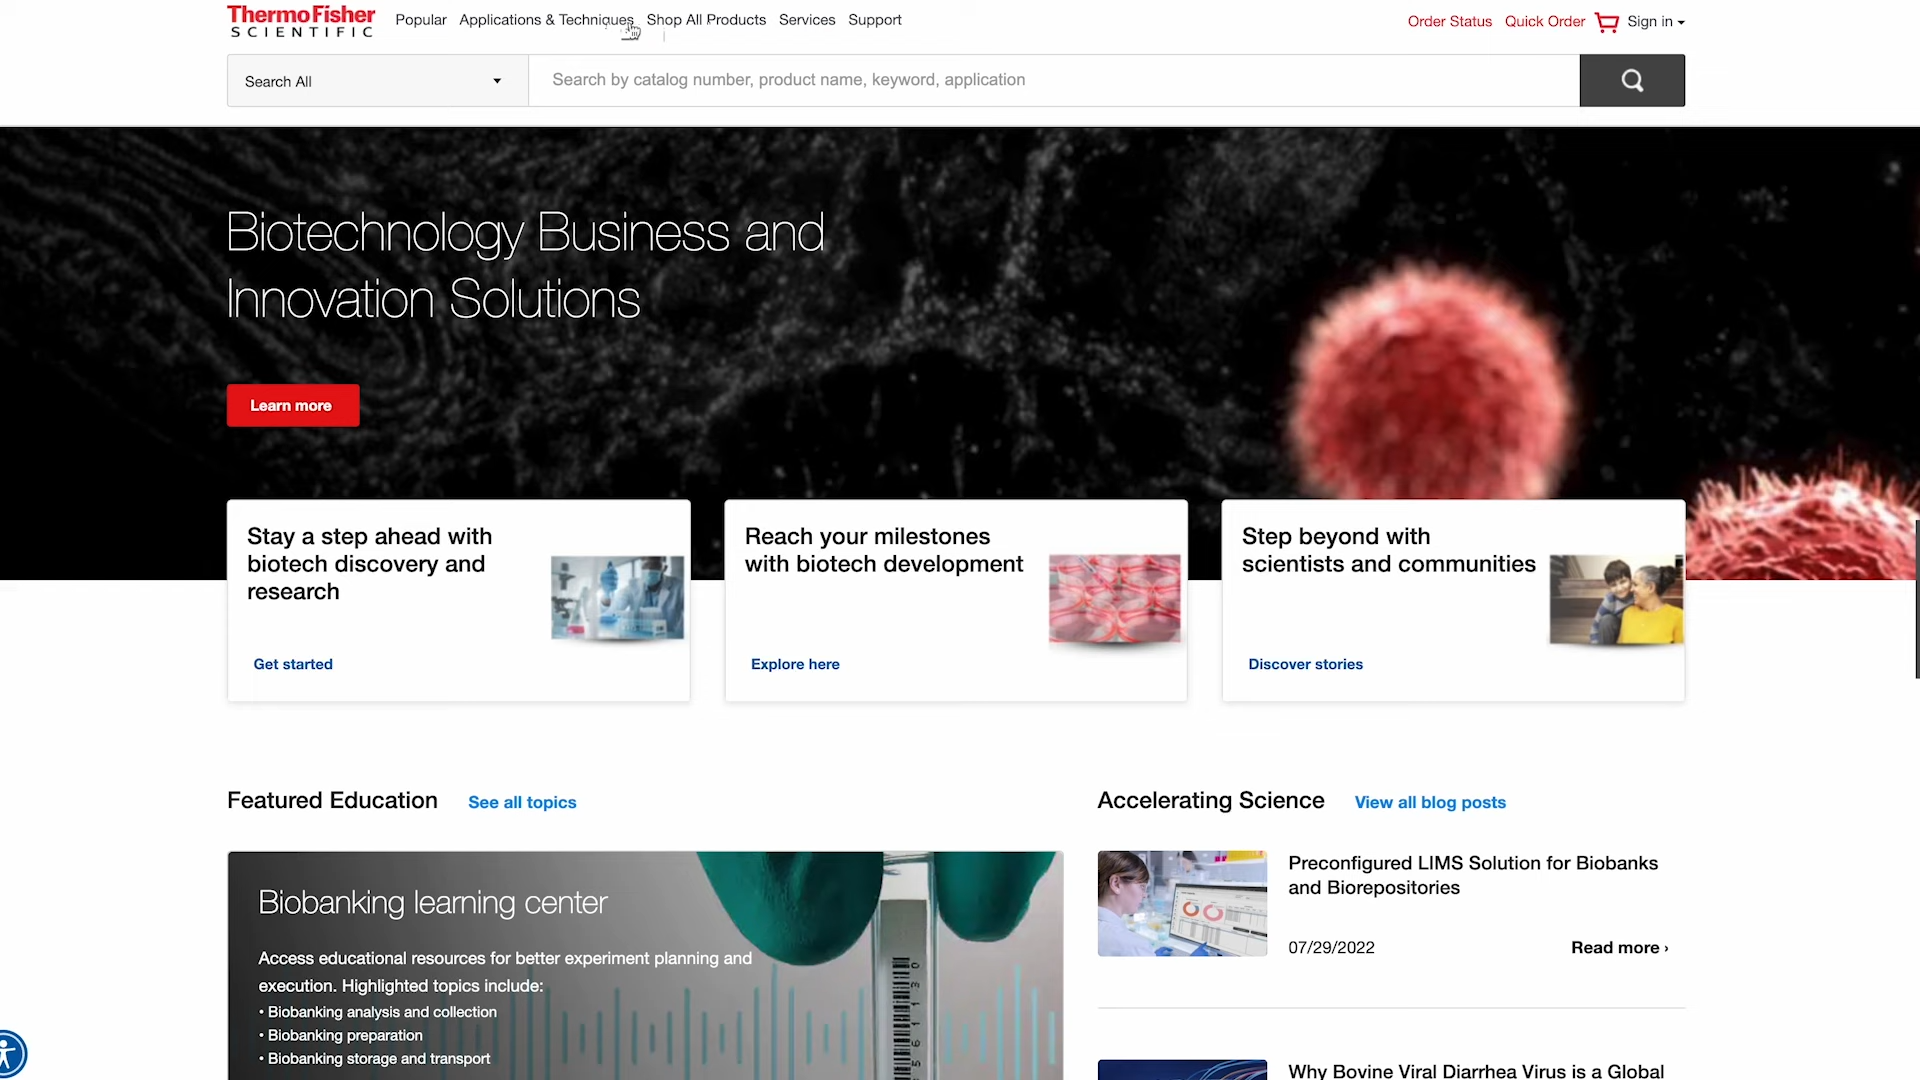 ThermoFisher
SCIENTIFIC
Popular Applications & Techniques Shop All Products Services Support
Order Status Quick Order Sign in
Search All
Search by catalog number, product name, keyword, application
Biotechnology Business and
Innovation Solutions
Learn more
Stay a step ahead with
biotech discovery and
research
Get started
Reach your milestones
with biotech development
Explore here
Step beyond with
scientists and communities
Discover stories
Featured Education See all topics
Biobanking learning center
Access educational resources for better experiment planning and
execution. Highlighted topics include:
• Biobanking analysis and collection
• Biobanking preparation
• Biobanking storage and transport
Accelerating Science View all blog posts
Preconfigured LIMS Solution for Biobanks
and Biorepositories
07/29/2022 Read more ›
Why Bovine Viral Diarrhea Virus is a Global